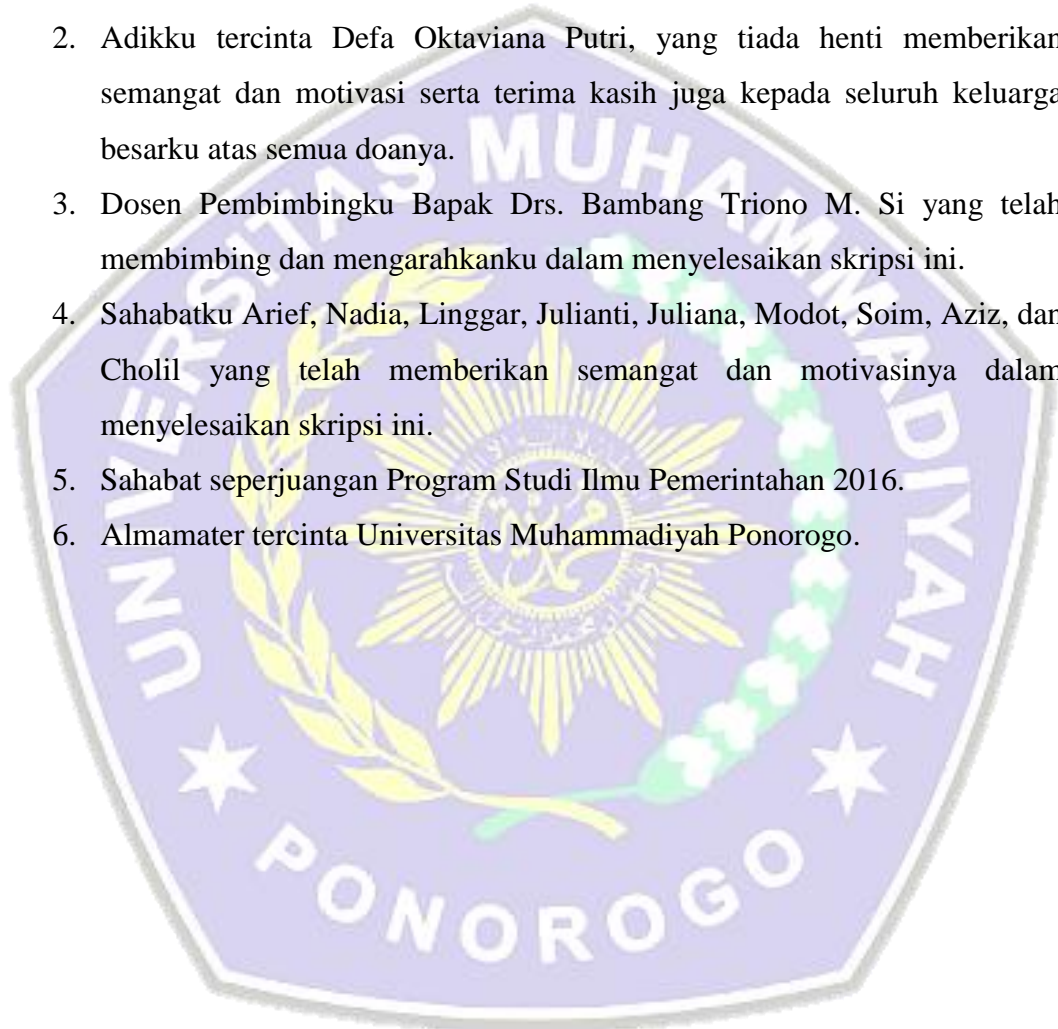 2. Adikku tercinta Defa Oktaviana Putri, yang tiada henti memberikan
semangat dan motivasi serta terima kasih juga kepada seluruh keluarga
besarku atas semua doanya.
3. Dosen Pembimbingku Bapak Drs. Bambang Triono M. Si yang telah
membimbing dan mengarahkanku dalam menyelesaikan skripsi ini.
4. Sahabatku Arief, Nadia, Linggar, Julianti, Juliana, Modot, Soim, Aziz, dan
Cholil yang telah memberikan semangat dan motivasinya dalam
menyelesaikan skripsi ini.
5. Sahabat seperjuangan Program Studi Ilmu Pemerintahan 2016.
6. Almamater tercinta Universitas Muhammadiyah Ponorogo.
UNIVERSITAS MUHAMMADIYAH
PONOROGO